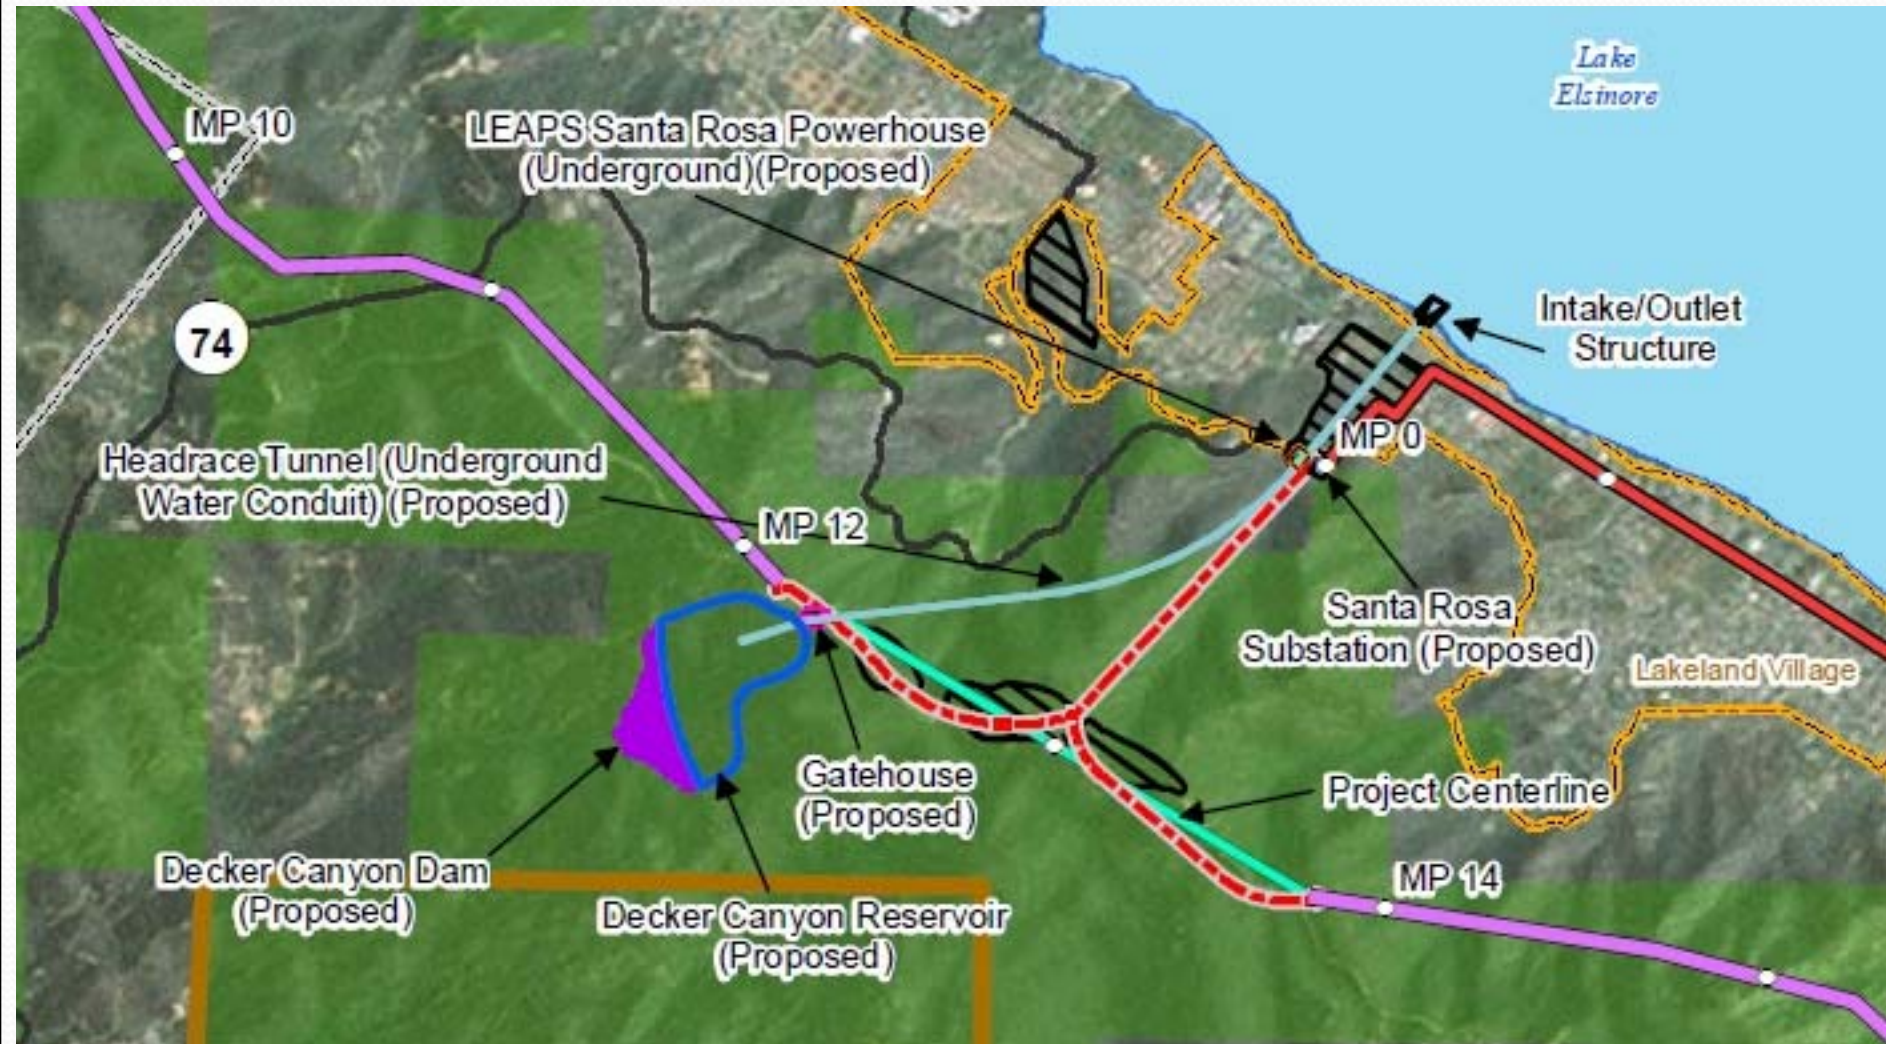 Lake
Elsinore
MP 10
LEAPS Santa Rosa Powerhouse
(Underground)(Proposed)
Intake/Outlet
Structure
74
MP 0
Headrace Tunnel (Underground
Water Conduit) (Proposed)
MP 12
Santa Rosa
Substation (Proposed)
Lakeland Village
Gatehouse
(Proposed)
Project Centerline
Decker Canyon Dam
(Proposed)
MP 14
Decker Canyon Reservoir
(Proposed)